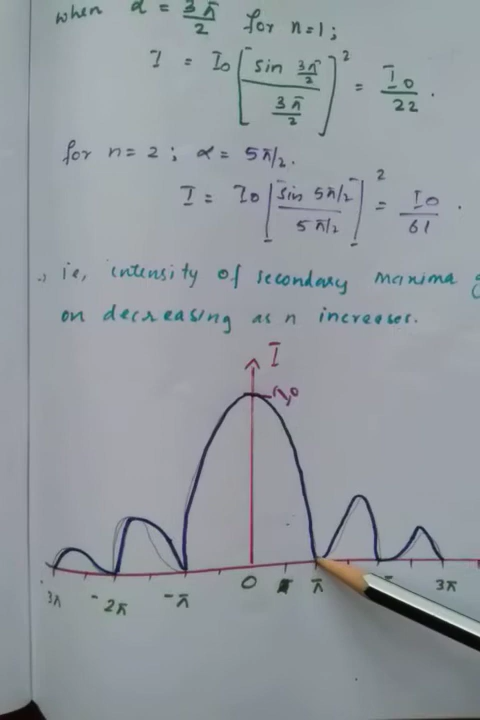 when α = 3π/2 for n=1;
I = I0 [sin 3π/2 / 3π/2]² = I0/22.
for n=2; α = 5π/2.
I = I0 [sin 5π/2 / 5π/2]² = I0/61.
ie, intensity of secondary maxima
on decreasing as n increases.
I
3π -2π -π 0 π 3π